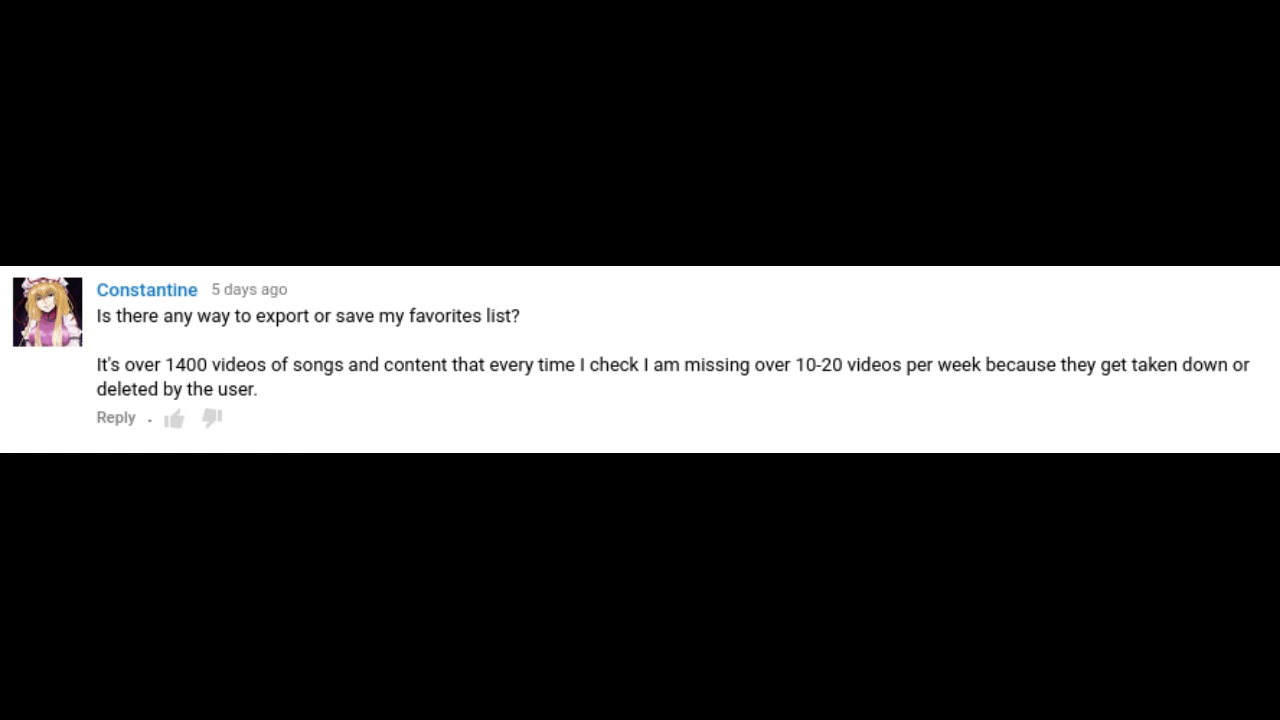 Constantine 5 days ago
Is there any way to export or save my favorites list?
It's over 1400 videos of songs and content that every time I check I am missing over 10-20 videos per week because they get taken down or
deleted by the user.
Reply .